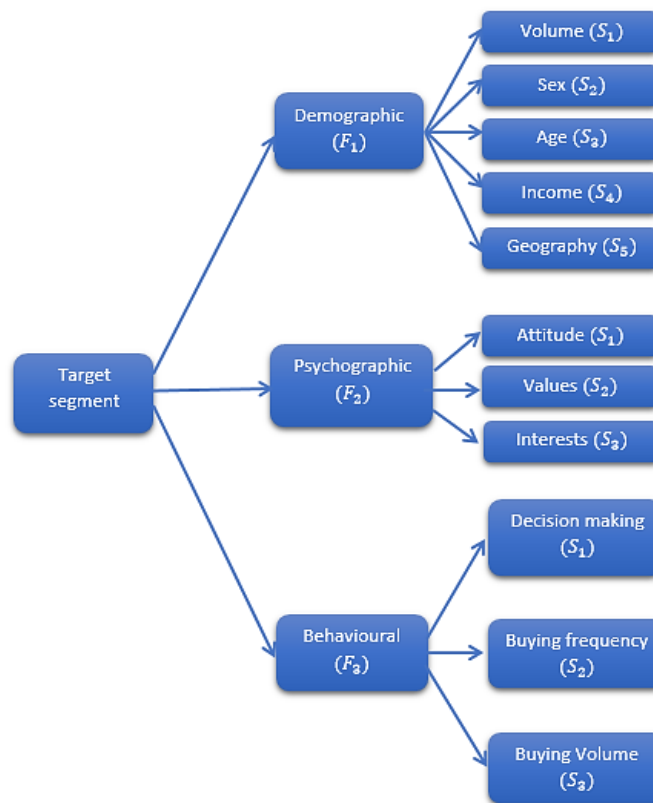 Volume (S₁)
Sex (S₂)
Demographic
(F₁)
Age (S₃)
Income (S₄)
Geography (S₅)
Target
segment
Psychographic
(F₂)
Attitude (S₁)
Values (S₂)
Interests (S₃)
Behavioural
(F₃)
Decision making
(S₁)
Buying frequency
(S₂)
Buying Volume
(S₃)